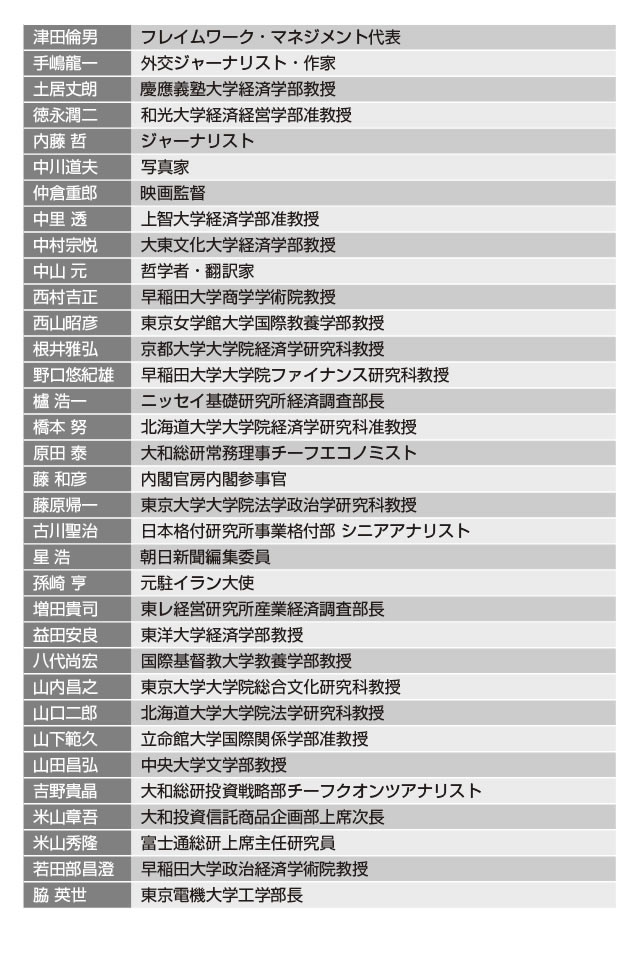 津田倫男 フレイムワーク・マネジメント代表
手嶋龍一 外交ジャーナリスト・作家
土居丈朗 慶應義塾大学経済学部教授
徳永潤二 和光大学経済経営学部准教授
内藤 哲 ジャーナリスト
中川道夫 写真家
仲倉重郎 映画監督
中里 透 上智大学経済学部准教授
中村宗悦 大東文化大学経済学部教授
中山 元 哲学者・翻訳家
西村吉正 早稲田大学商学学術院教授
西山昭彦 東京女学館大学国際教養学部教授
根井雅弘 京都大学大学院経済学研究科教授
野口悠紀雄 早稲田大学大学院ファイナンス研究科教授
櫨 浩一 ニッセイ基礎研究所経済調査部長
橋本 努 北海道大学大学院経済学研究科准教授
原田 泰 大和総研常務理事チーフエコノミスト
藤 和彦 内閣官房内閣参事官
藤原帰一 東京大学大学院法学政治学研究科教授
古川聖治 日本格付研究所事業格付部 シニアアナリスト
星 浩 朝日新聞編集委員
孫崎 亨 元駐イラン大使
増田貴司 東レ経営研究所産業経済調査部長
益田安良 東洋大学経済学部教授
八代尚宏 国際基督教大学教養学部教授
山内昌之 東京大学大学院総合文化研究科教授
山口二郎 北海道大学大学院法学研究科教授
山下範久 立命館大学国際関係学部准教授
山田昌弘 中央大学文学部教授
吉野貴晶 大和総研投資戦略部チーフクオンツアナリスト
米山章吾 大和投資信託商品企画部上席次長
米山秀隆 富士通総研上席主任研究員
若田部昌澄 早稲田大学政治経済学術院教授
脇 英世 東京電機大学工学部長